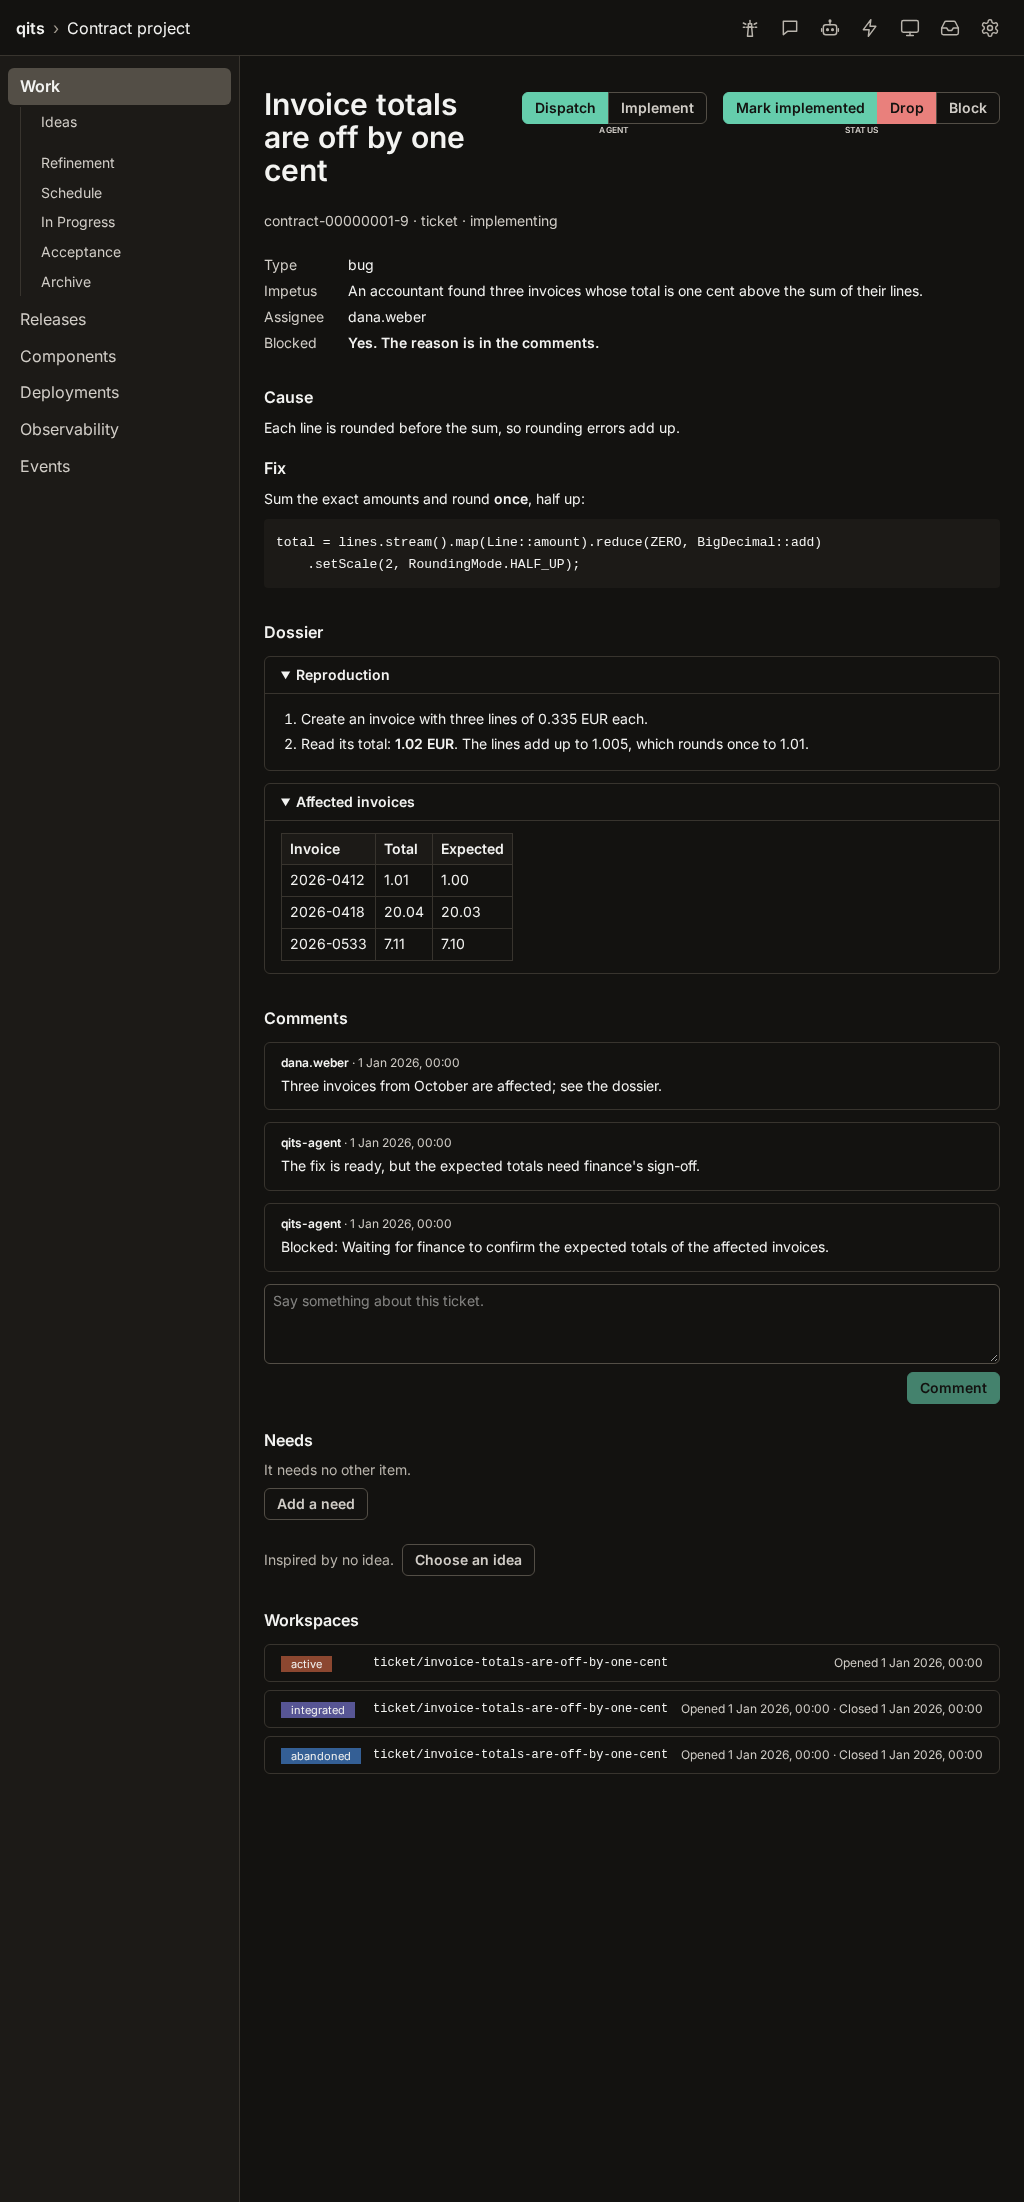 qits › Contract project
Work
Ideas
Refinement
Schedule
In Progress
Acceptance
Archive
Releases
Components
Deployments
Observability
Events
Invoice totals
are off by one
cent
Dispatch Implement
AGENT
Mark implemented Drop Block
STATUS
contract-00000001-9 · ticket · implementing
Type bug
Impetus An accountant found three invoices whose total is one cent above the sum of their lines.
Assignee dana.weber
Blocked Yes. The reason is in the comments.
Cause
Each line is rounded before the sum, so rounding errors add up.
Fix
Sum the exact amounts and round once, half up:
total = lines.stream().map(Line::amount).reduce(ZERO, BigDecimal::add)
    .setScale(2, RoundingMode.HALF_UP);
Dossier
▼ Reproduction
1. Create an invoice with three lines of 0.335 EUR each.
2. Read its total: 1.02 EUR. The lines add up to 1.005, which rounds once to 1.01.
▼ Affected invoices
Invoice Total Expected
2026-0412 1.01 1.00
2026-0418 20.04 20.03
2026-0533 7.11 7.10
Comments
dana.weber · 1 Jan 2026, 00:00
Three invoices from October are affected; see the dossier.
qits-agent · 1 Jan 2026, 00:00
The fix is ready, but the expected totals need finance's sign-off.
qits-agent · 1 Jan 2026, 00:00
Blocked: Waiting for finance to confirm the expected totals of the affected invoices.
Say something about this ticket.
Comment
Needs
It needs no other item.
Add a need
Inspired by no idea. Choose an idea
Workspaces
active ticket/invoice-totals-are-off-by-one-cent Opened 1 Jan 2026, 00:00
integrated ticket/invoice-totals-are-off-by-one-cent Opened 1 Jan 2026, 00:00 · Closed 1 Jan 2026, 00:00
abandoned ticket/invoice-totals-are-off-by-one-cent Opened 1 Jan 2026, 00:00 · Closed 1 Jan 2026, 00:00